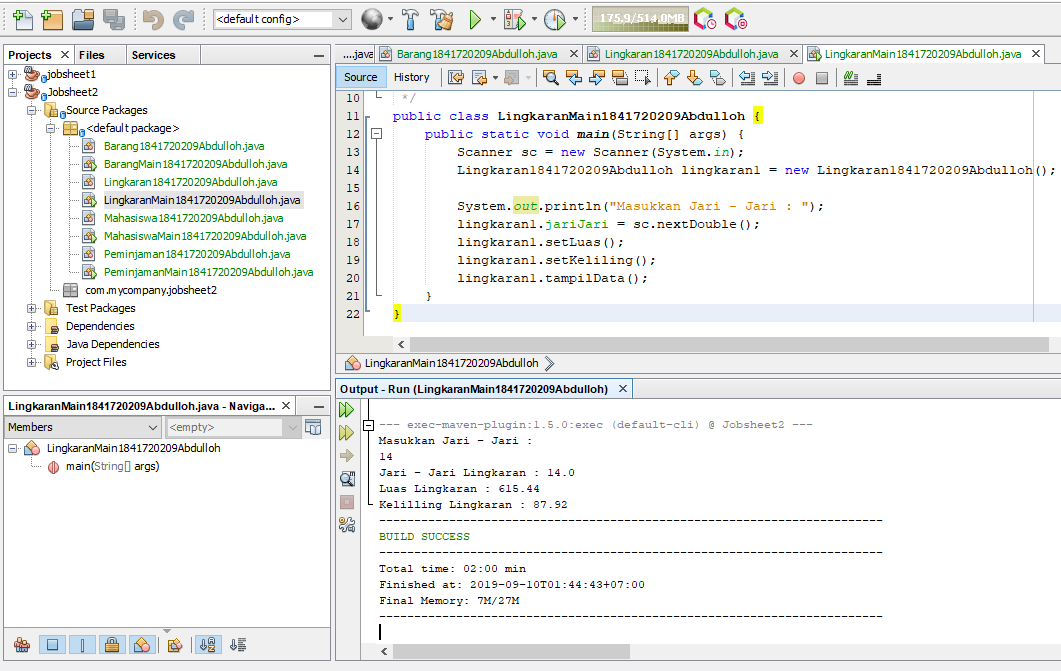 <default config>
175.9/514.0MB
Projects
Files
Services
jobsheet1
Jobsheet2
Source Packages
<default package>
Barang1841720209Abdulloh.java
BarangMain1841720209Abdulloh.java
Lingkaran1841720209Abdulloh.java
LingkaranMain1841720209Abdulloh.java
Mahasiswa1841720209Abdulloh.java
MahasiswaMain1841720209Abdulloh.java
Peminjaman1841720209Abdulloh.java
PeminjamanMain1841720209Abdulloh.java
com.mycompany.jobsheet2
Test Packages
Dependencies
Java Dependencies
Project Files
...java
Barang1841720209Abdulloh.java
Lingkaran1841720209Abdulloh.java
LingkaranMain1841720209Abdulloh.java
Source
History
10 */
11 public class LingkaranMain1841720209Abdulloh {
12 public static void main(String[] args) {
13 Scanner sc = new Scanner(System.in);
14 Lingkaran1841720209Abdulloh lingkaran1 = new Lingkaran1841720209Abdulloh();
15
16 System.out.println("Masukkan Jari - Jari : ");
17 lingkaran1.jariJari = sc.nextDouble();
18 lingkaran1.setLuas();
19 lingkaran1.setKeliling();
20 lingkaran1.tampilData();
21 }
22 }
LingkaranMain1841720209Abdulloh
LingkaranMain1841720209Abdulloh.java - Naviga...
Members
<empty>
LingkaranMain1841720209Abdulloh
main(String[] args)
Output - Run (LingkaranMain1841720209Abdulloh)
--- exec-maven-plugin:1.5.0:exec (default-cli) @ Jobsheet2 ---
Masukkan Jari - Jari :
14
Jari - Jari Lingkaran : 14.0
Luas Lingkaran : 615.44
Kelilling Lingkaran : 87.92
------------------------------------------------------------------------
BUILD SUCCESS
------------------------------------------------------------------------
Total time: 02:00 min
Finished at: 2019-09-10T01:44:43+07:00
Final Memory: 7M/27M
------------------------------------------------------------------------